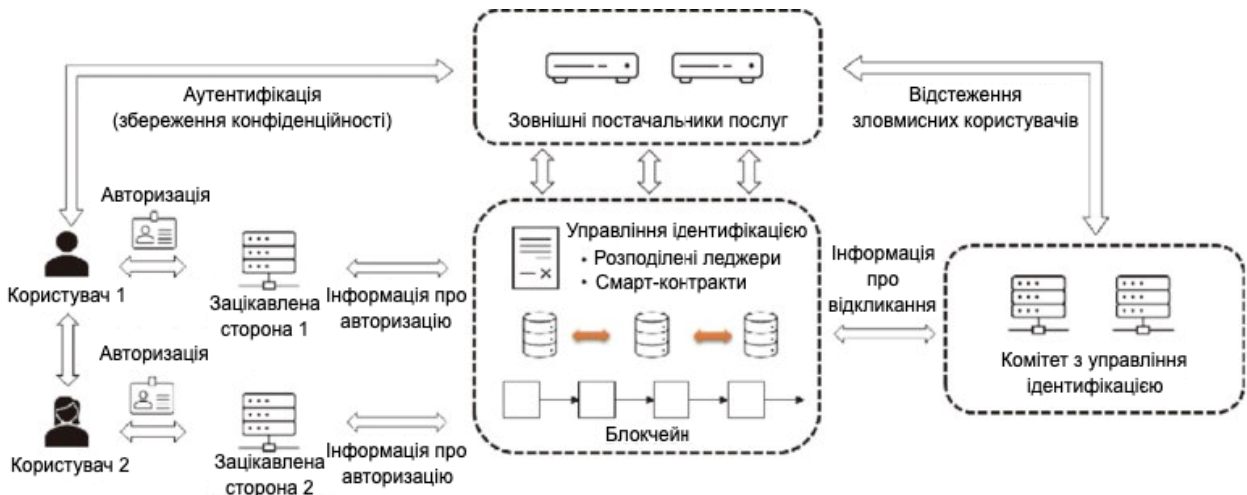 Аутентифікація
(збереження конфіденційності)
Зовнішні постачальники послуг
Відстеження
зловмисних користувачів
Авторизація
Користувач 1
Зацікавлена
сторона 1
Інформація про
авторизацію
Управління ідентифікацією
• Розподілені леджери
• Смарт-контракти
Інформація
про
відкликання
Комітет з управління
ідентифікацією
Авторизація
Користувач 2
Зацікавлена
сторона 2
Інформація про
авторизацію
Блокчейн